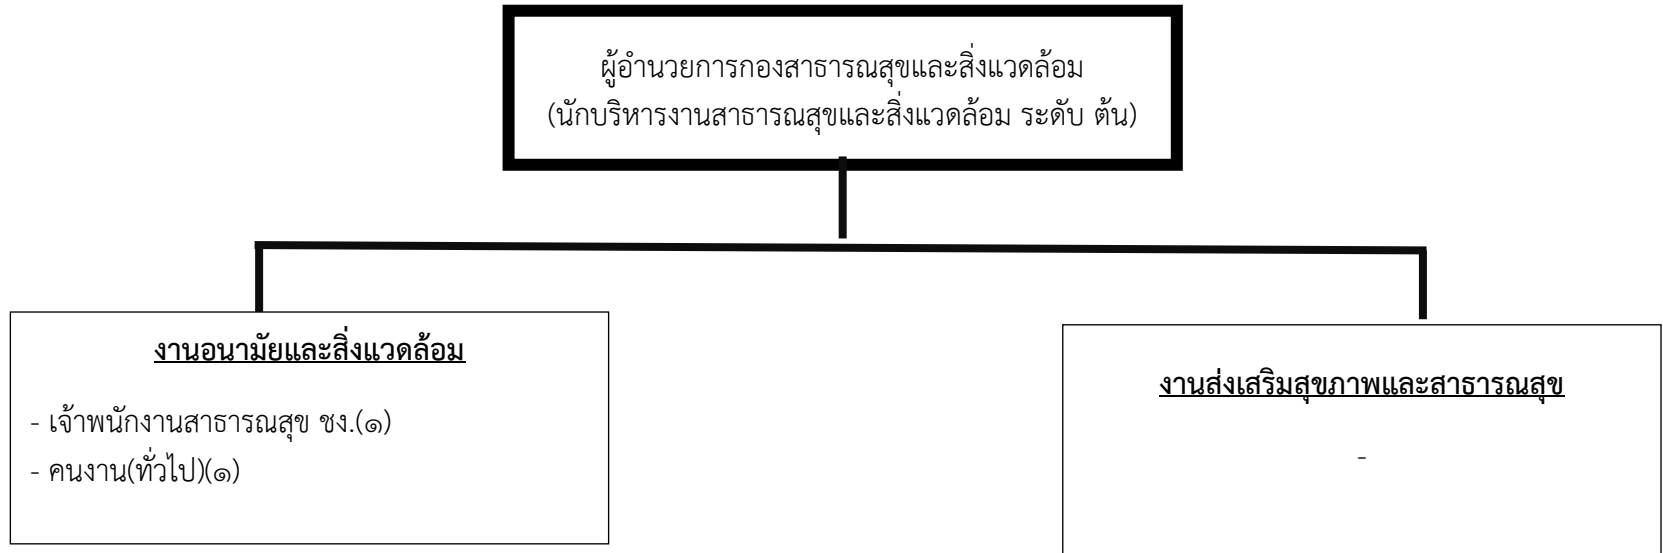 ผู้อำนวยการกองสาธารณสุขและสิ่งแวดล้อม
(นักบริหารงานสาธารณสุขและสิ่งแวดล้อม ระดับ ต้น)
งานอนามัยและสิ่งแวดล้อม
- เจ้าพนักงานสาธารณสุข ชง.(๑)
- คนงาน(ทั่วไป)(๑)
งานส่งเสริมสุขภาพและสาธารณสุข
-